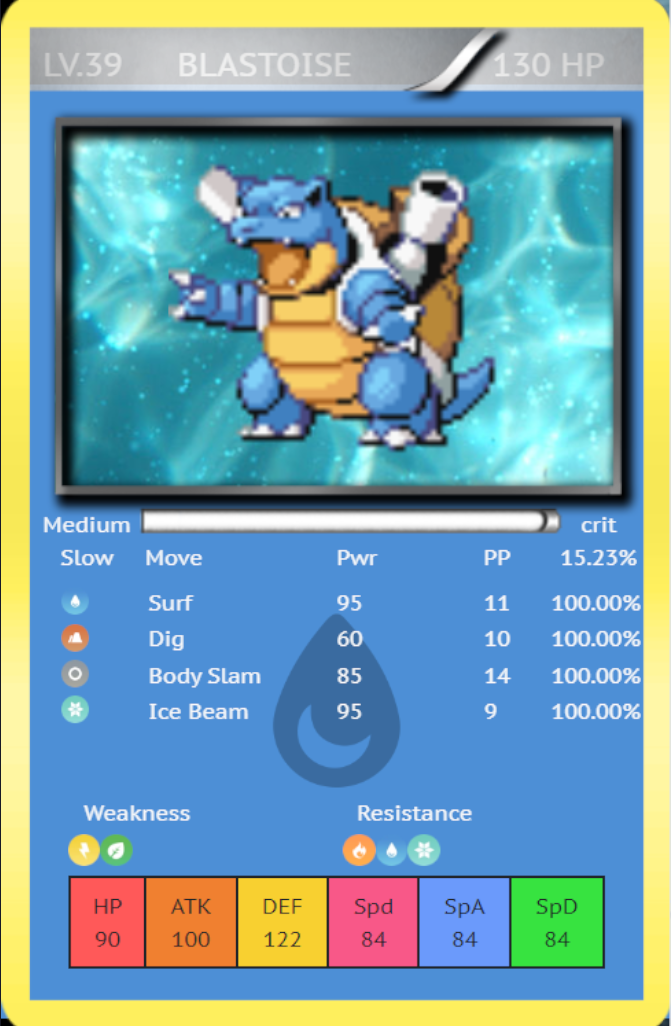 LV.39 BLASTOISE 130 HP
Medium crit
Slow Move Pwr PP 15.23%
Surf 95 11 100.00%
Dig 60 10 100.00%
Body Slam 85 14 100.00%
Ice Beam 95 9 100.00%
Weakness Resistance
HP ATK DEF Spd SpA SpD
90 100 122 84 84 84